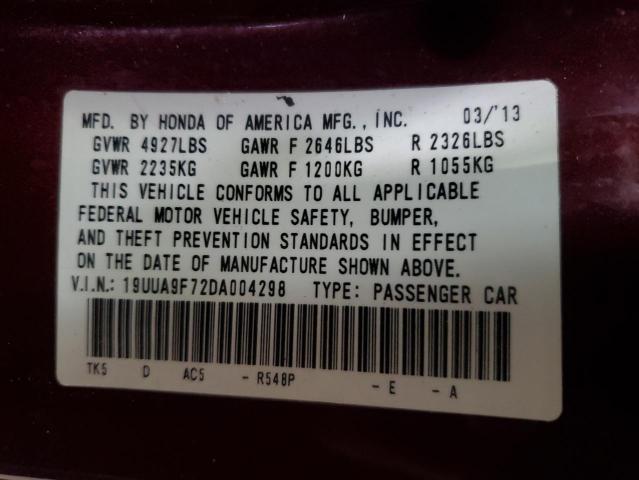 MFD. BY HONDA OF AMERICA MFG., INC. 03/'13
GVWR 4927LBS GAWR F 2646LBS R 2326LBS
GVWR 2235KG GAWR F 1200KG R 1055KG
THIS VEHICLE CONFORMS TO ALL APPLICABLE
FEDERAL MOTOR VEHICLE SAFETY, BUMPER,
AND THEFT PREVENTION STANDARDS IN EFFECT
ON THE DATE OF MANUFACTURE SHOWN ABOVE.
V.I.N.: 19UUA9F72DA004298 TYPE: PASSENGER CAR
TK5 D AC5 - R548P - E - A